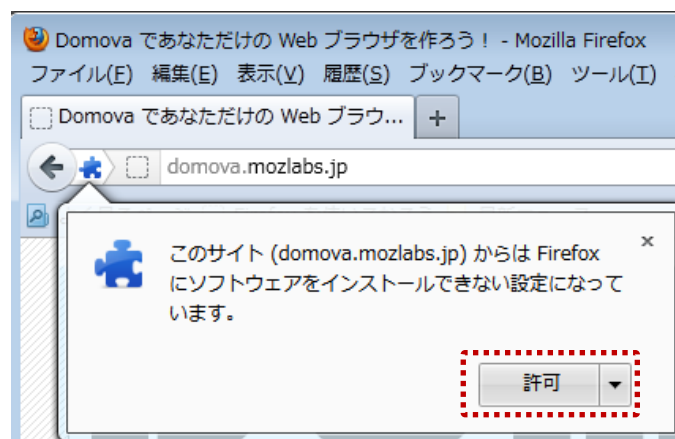 Domova であなただけの Web ブラウザを作ろう！ - Mozilla Firefox
ファイル(F) 編集(E) 表示(V) 履歴(S) ブックマーク(B) ツール(T)
Domova であなただけの Web ブラウ... +
domova.mozlabs.jp
このサイト (domova.mozlabs.jp) からは Firefox
にソフトウェアをインストールできない設定になって
います。
×
許可